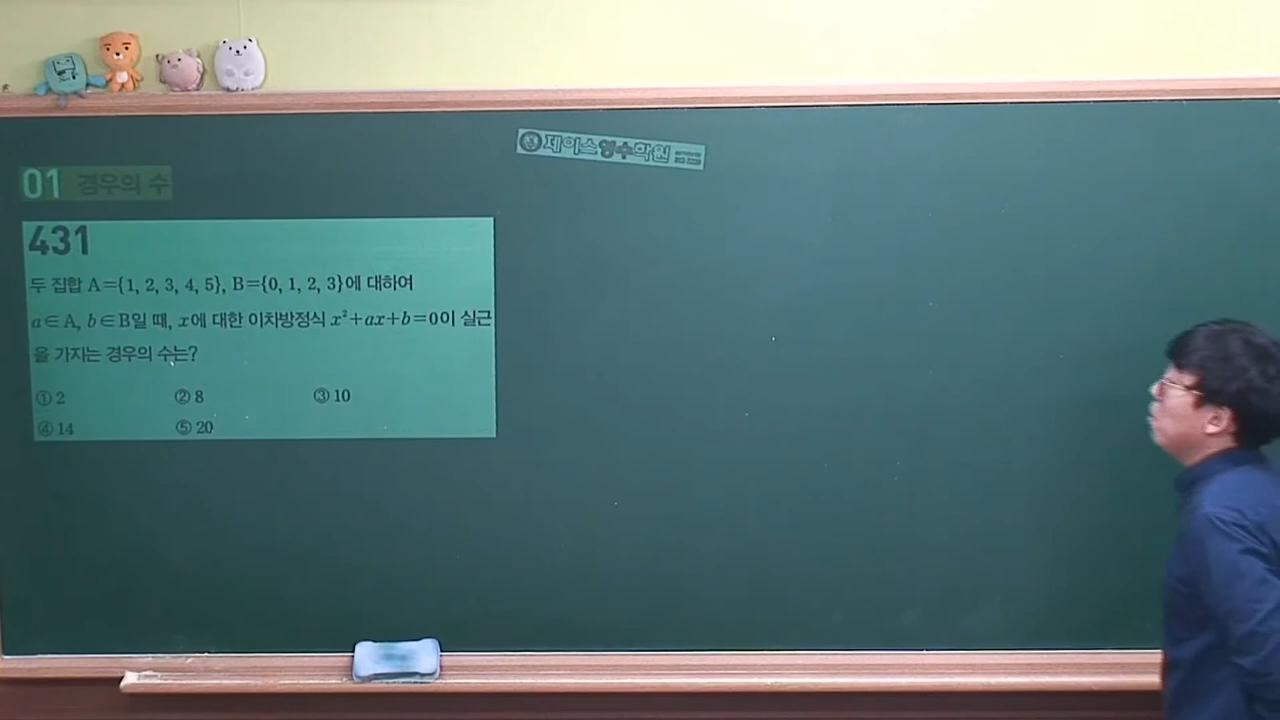 제이스영수학원
01 경우의 수
431
두 집합 A={1, 2, 3, 4, 5}, B={0, 1, 2, 3}에 대하여
a∈A, b∈B일 때, x에 대한 이차방정식 x²+ax+b=0이 실근
을 가지는 경우의 수는?
① 2 ② 8 ③ 10
④ 14 ⑤ 20